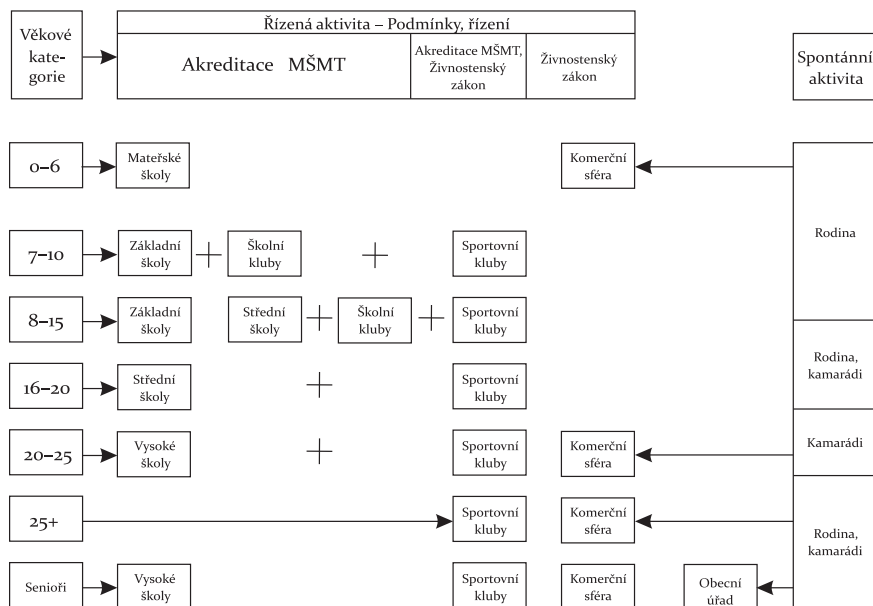 Věkové
kate-
gorie
Řízená aktivita – Podmínky, řízení
Akreditace MŠMT
Akreditace MŠMT,
Živnostenský
zákon
Živnostenský
zákon
Spontánní
aktivita
0–6
Mateřské
školy
Komerční
sféra
Rodina
7–10
Základní
školy
+
Školní
kluby
+
Sportovní
kluby
8–15
Základní
školy
Střední
školy
+
Školní
kluby
+
Sportovní
kluby
Rodina,
kamarádi
16–20
Střední
školy
+
Sportovní
kluby
20–25
Vysoké
školy
+
Sportovní
kluby
Komerční
sféra
Kamarádi
25+
Sportovní
kluby
Komerční
sféra
Rodina,
kamarádi
Senioři
Vysoké
školy
Sportovní
kluby
Komerční
sféra
Obecní
úřad